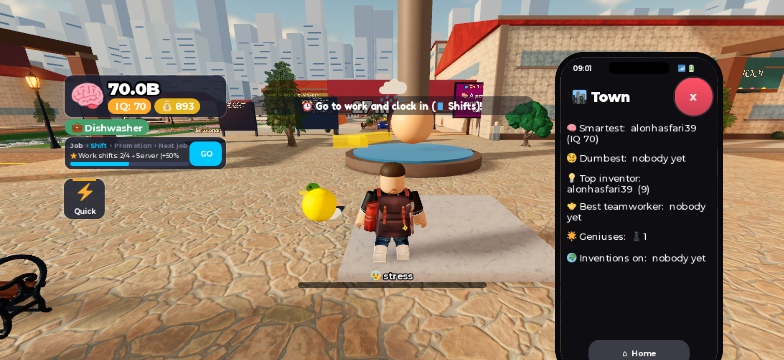 70.0B
IQ: 70
893
Dishwasher
Job › Shift › Promotion › Next job
Work shifts: 2/4 → Server (+50%
GO
Quick
Go to work and clock in ( Shifts)!
stress
09:01
Town
X
Smartest: alonhasfari39
(IQ 70)
Dumbest: nobody yet
Top inventor:
alonhasfari39 (9)
Best teamworker: nobody
yet
Geniuses: 1
Inventions on: nobody yet
Home